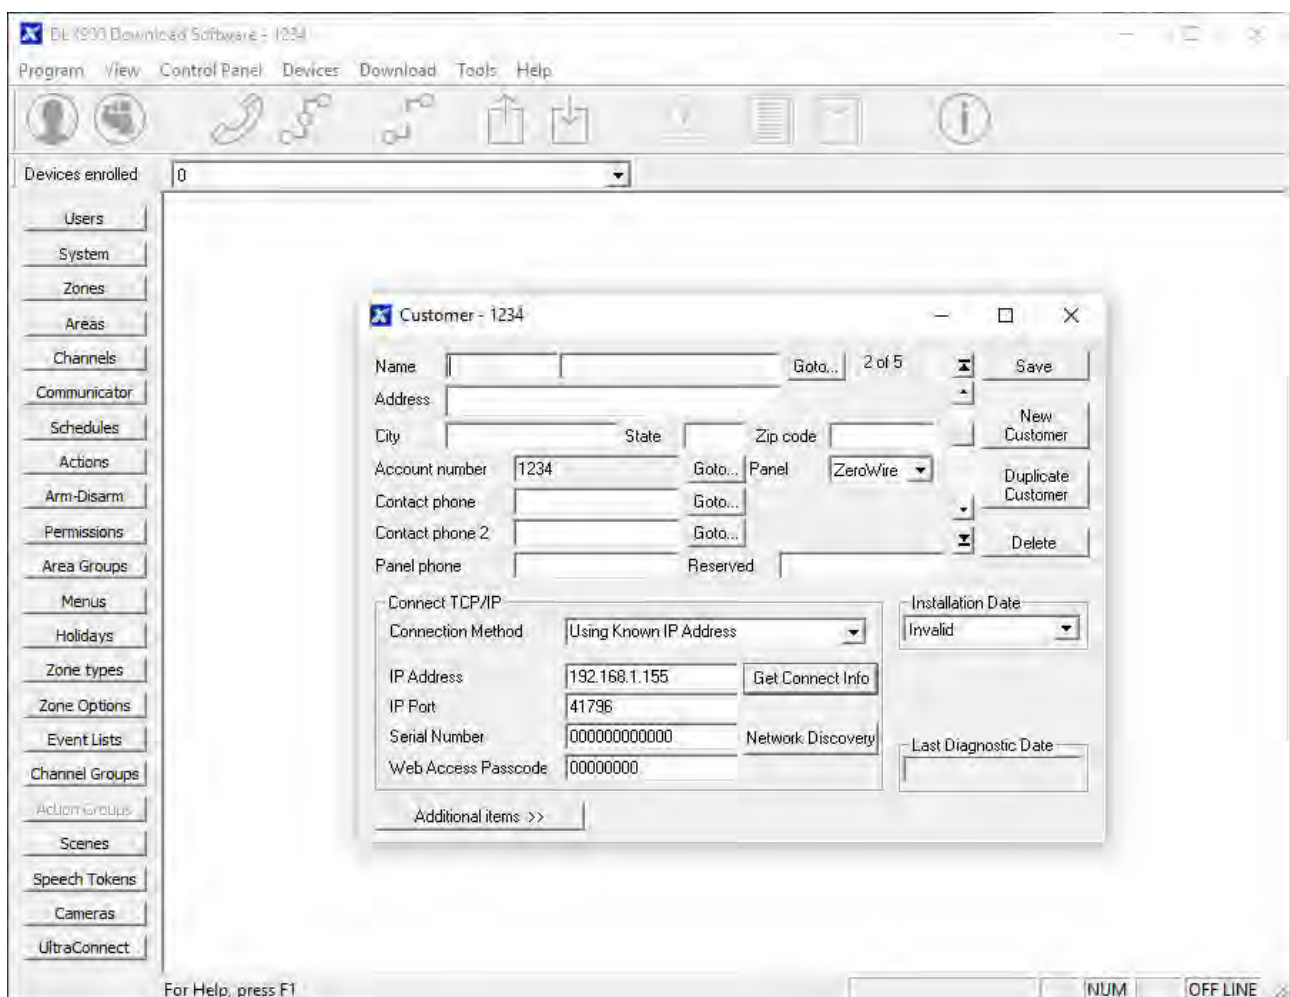 DLX900 Download Software - 1234
Program View Control Panel Devices Download Tools Help
Devices enrolled 0
Users
System
Zones
Areas
Channels
Communicator
Schedules
Actions
Arm-Disarm
Permissions
Area Groups
Menus
Holidays
Zone types
Zone Options
Event Lists
Channel Groups
Action Groups
Scenes
Speech Tokens
Cameras
UltraConnect
Customer - 1234
Name Goto... 2 of 5 Save
Address
New Customer
City State Zip code
Account number 1234 Goto... Panel ZeroWire
Duplicate Customer
Contact phone Goto...
Contact phone 2 Goto...
Delete
Panel phone Reserved
Connect TCP/IP
Connection Method Using Known IP Address
IP Address 192.168.1.155 Get Connect Info
IP Port 41796
Serial Number 000000000000 Network Discovery
Web Access Passcode 00000000
Installation Date
Invalid
Last Diagnostic Date
Additional items >>
For Help, press F1 NUM OFF LINE